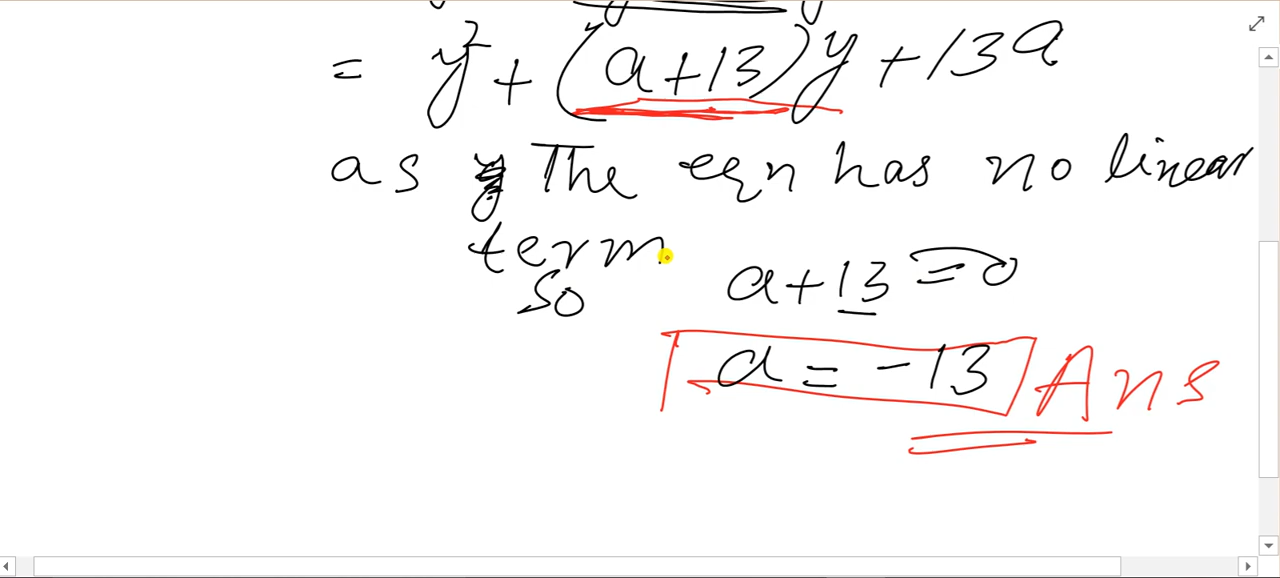 = y² + (a+13)y + 13a
as The eqn has no linear
term
so a+13 = 0
a = -13 Ans